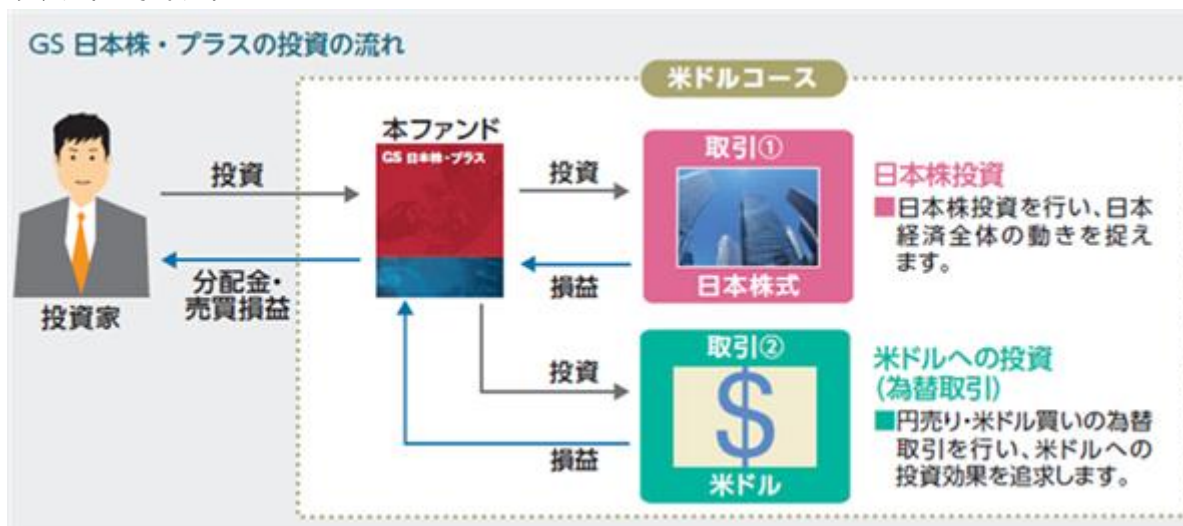 GS 日本株・プラスの投資の流れ
米ドルコース
本ファンド
GS 日本株・プラス
投資
分配金・
売買損益
投資家
投資
損益
取引①
日本株式
日本株投資
■日本株投資を行い、日本
経済全体の動きを捉え
ます。
投資
損益
取引②
$
米ドル
米ドルへの投資
(為替取引)
■円売り・米ドル買いの為替
取引を行い、米ドルへの
投資効果を追求します。